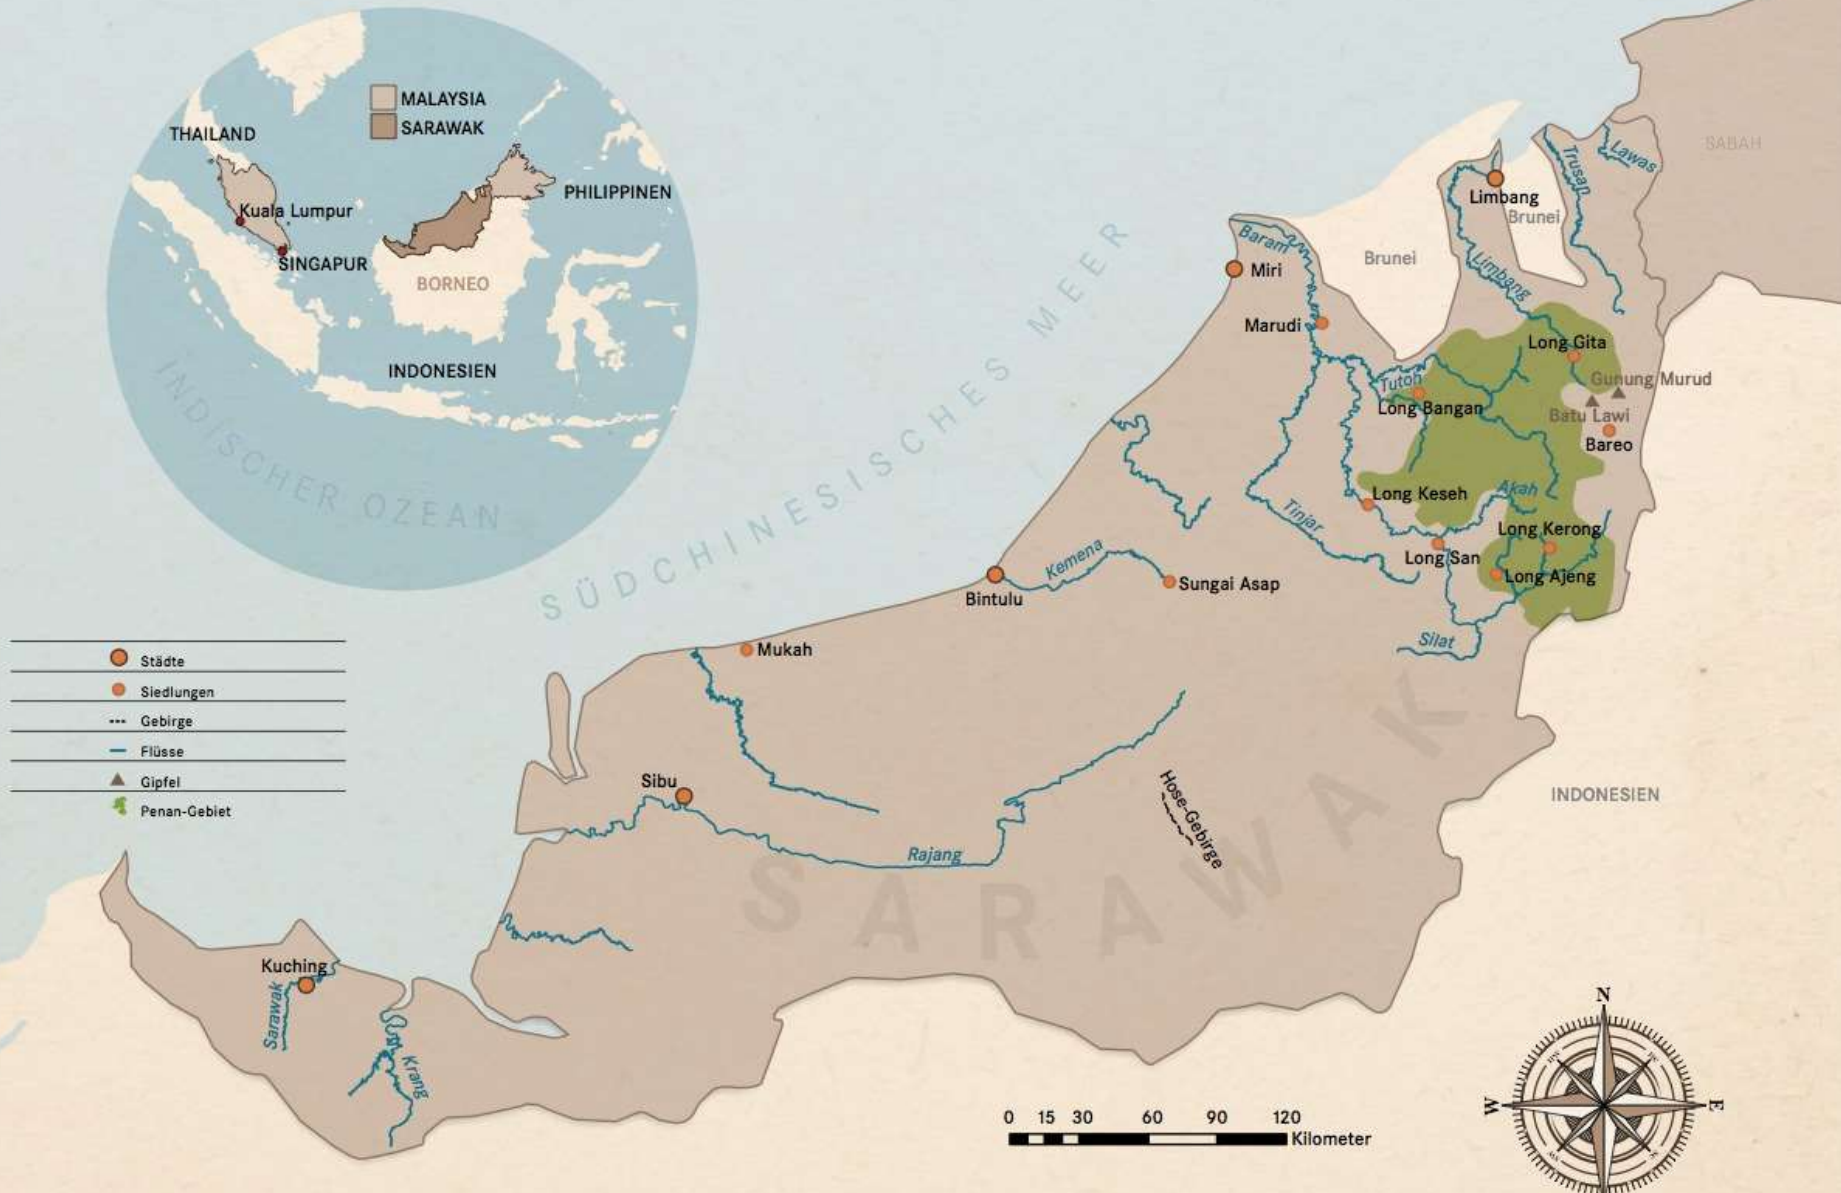 MALAYSIA
SARAWAK
THAILAND
PHILIPPINEN
Kuala Lumpur
SINGAPUR
BORNEO
INDONESIEN
INDISCHER OZEAN
SÜDCHINESISCHES MEER
SABAH
Lawas
Trusan
Limbang
Brunei
Baram
Brunei
Miri
Limbang
Marudi
Long Gita
Gunung Murud
Tutoh
Long Bangan
Batu Lawi
Bareo
Long Keseh
Akah
Tinjar
Long Kerong
Long San
Long Ajeng
Kemena
Sungai Asap
Bintulu
Silat
Mukah
Städte
Siedlungen
Gebirge
Flüsse
Gipfel
Penan-Gebiet
Sibu
Hose-Gebirge
INDONESIEN
Rajang
SARAWAK
Kuching
Sarawak
Krang
0 15 30 60 90 120
Kilometer
N
W
E